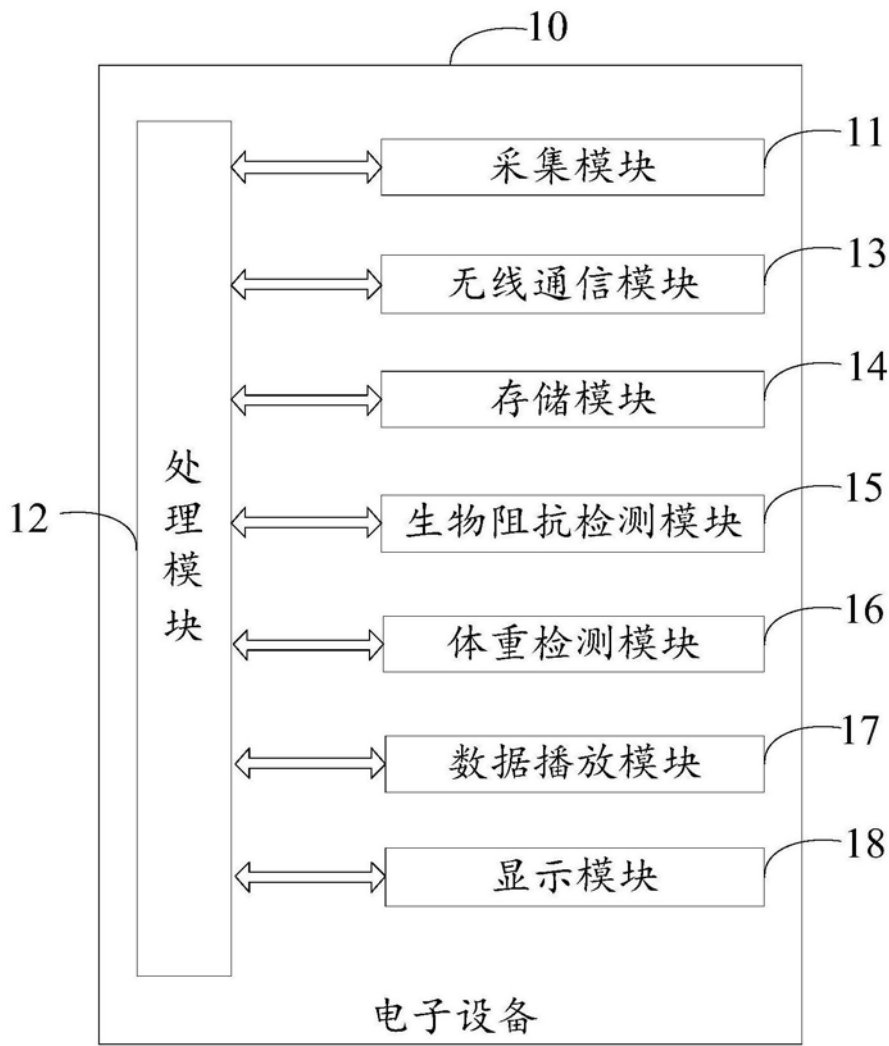 10
采集模块
11
无线通信模块
13
存储模块
14
处理模块
12
生物阻抗检测模块
15
体重检测模块
16
数据播放模块
17
显示模块
18
电子设备